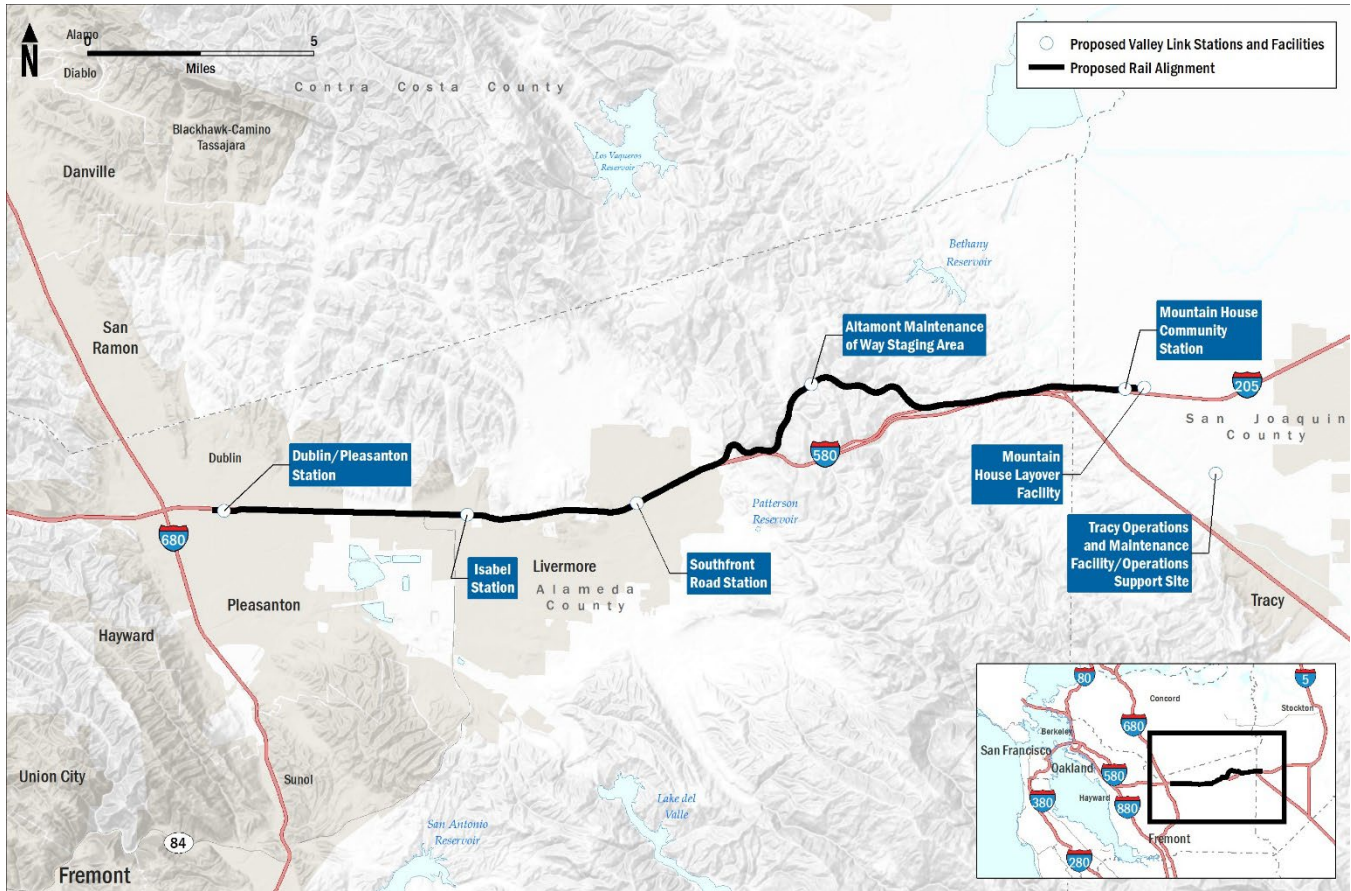 N
Alamo
0
5
Miles
Diablo
Contra Costa County
Proposed Valley Link Stations and Facilities
Proposed Rail Alignment
Blackhawk-Camino
Tassajara
Danville
Los Vaqueros
Reservoir
Bethany
Reservoir
San
Ramon
Altamont Maintenance
of Way Staging Area
Mountain House
Community
Station
205
San Joaquin
County
Dublin
Dublin/Pleasanton
Station
580
Mountain
House Layover
Facility
Patterson
Reservoir
680
Isabel
Station
Livermore
Alameda
County
Southfront
Road Station
Tracy Operations
and Maintenance
Facility/Operations
Support Site
Pleasanton
Tracy
Hayward
Union City
Sunol
Lake del
Valle
San Antonio
Reservoir
84
Fremont
80
Concord
5
680
Stockton
Berkeley
San Francisco
Oakland
580
Hayward
380
880
Fremont
280